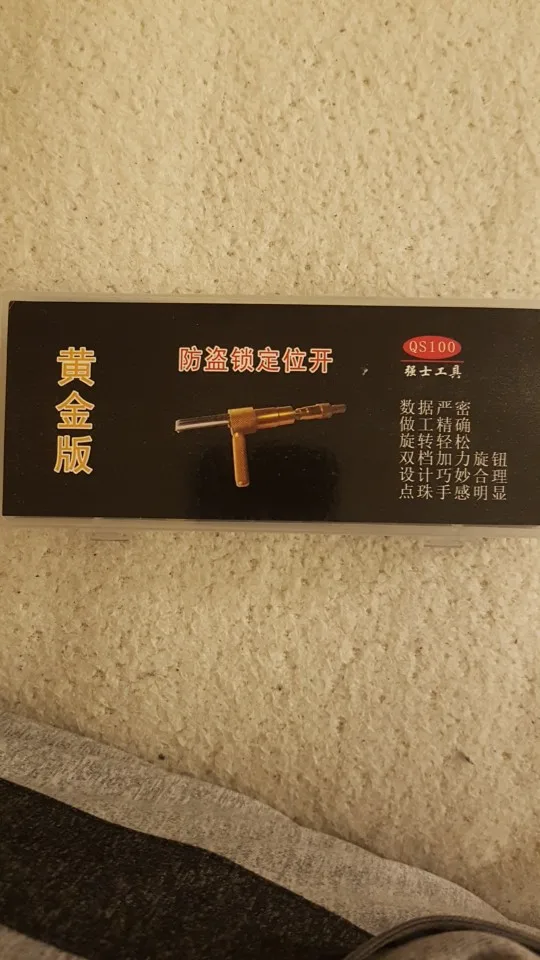 黄金版
防盗锁定位开
QS100
强士工具
数据严密
做工精确
旋转轻松
双档加力旋钮
设计巧妙合理
点珠手感明显